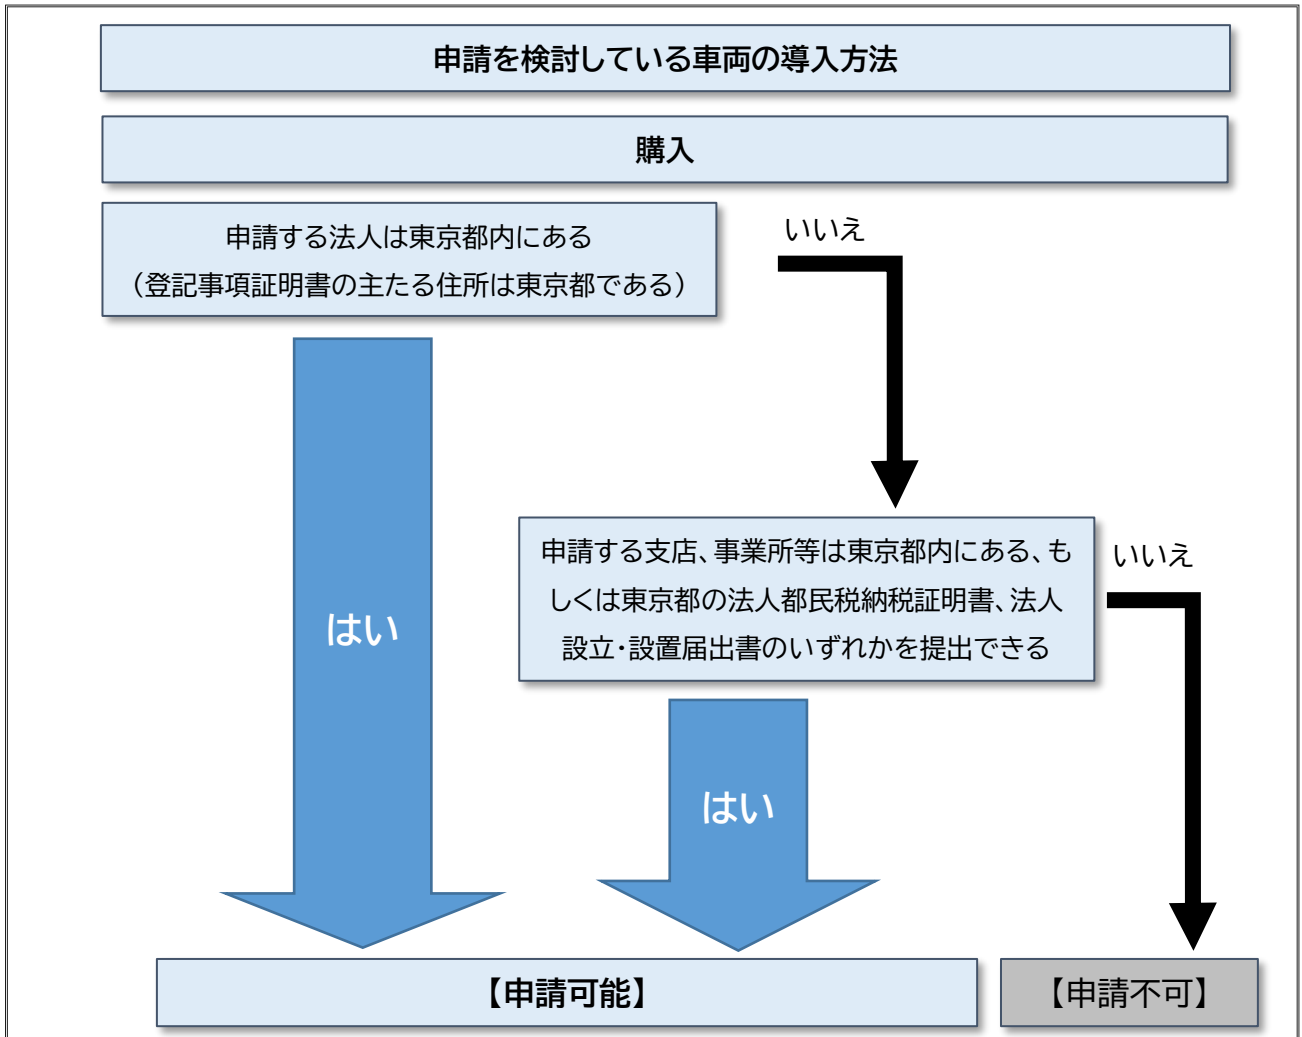 申請を検討している車両の導入方法
購入
申請する法人は東京都内にある
（登記事項証明書の主たる住所は東京都である）
いいえ
申請する支店、事業所等は東京都内にある、も
しくは東京都の法人都民税納税証明書、法人
設立・設置届出書のいずれかを提出できる
いいえ
はい
はい
【申請可能】
【申請不可】